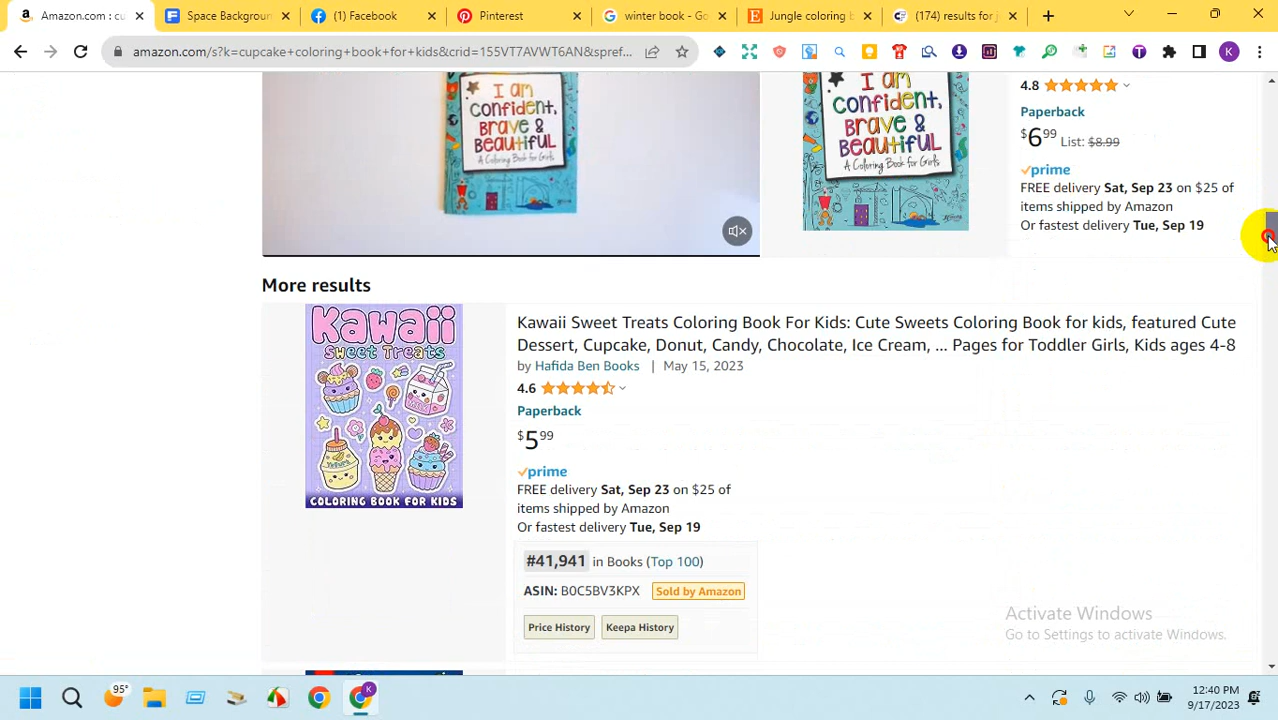 Amazon.com : cu
Space Backgroun
(1) Facebook
Pinterest
winter book - Go
Jungle coloring b
(174) results for j
amazon.com/s?k=cupcake+coloring+book+for+kids&crid=155VT7AVWT6AN&spref...
K
I AM
CONFIDENT,
BRAVE &
BEAUTIFUL
A Coloring Book for Girls
I AM
CONFIDENT,
BRAVE &
BEAUTIFUL
A Coloring Book for Girls
4.8
Paperback
$6.99 List: $8.99
prime
FREE delivery Sat, Sep 23 on $25 of
items shipped by Amazon
Or fastest delivery Tue, Sep 19
More results
Kawaii
Sweet Treats
COLORING BOOK FOR KIDS
Kawaii Sweet Treats Coloring Book For Kids: Cute Sweets Coloring Book for kids, featured Cute
Dessert, Cupcake, Donut, Candy, Chocolate, Ice Cream, ... Pages for Toddler Girls, Kids ages 4-8
by Hafida Ben Books | May 15, 2023
4.6
Paperback
$5.99
prime
FREE delivery Sat, Sep 23 on $25 of
items shipped by Amazon
Or fastest delivery Tue, Sep 19
#41,941 in Books (Top 100)
ASIN: B0C5BV3KPX Sold by Amazon
Price History Keepa History
Activate Windows
Go to Settings to activate Windows.
95°
K
12:40 PM
9/17/2023